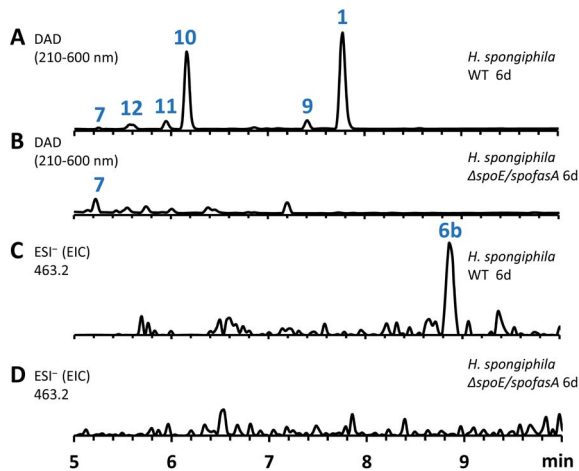 A
DAD
(210-600 nm)
7
12
11
10
9
1
H. spongiphila
WT 6d
B
DAD
(210-600 nm)
7
H. spongiphila
ΔspoE/spofasA 6d
C
ESI⁻ (EIC)
463.2
6b
H. spongiphila
WT 6d
D
ESI⁻ (EIC)
463.2
H. spongiphila
ΔspoE/spofasA 6d
5 6 7 8 9 min